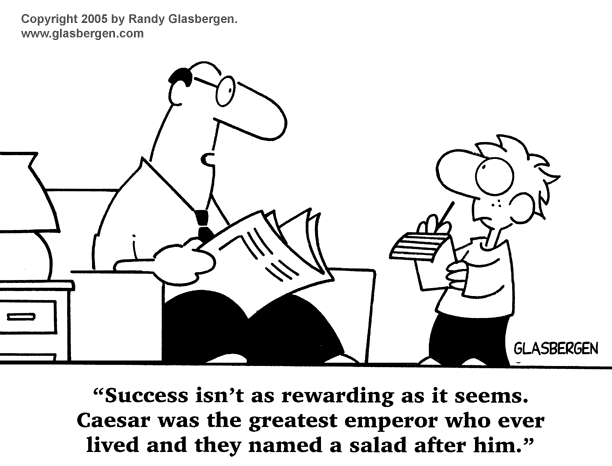 Copyright 2005 by Randy Glasbergen.
www.glasbergen.com
GLASBERGEN
“Success isn’t as rewarding as it seems.
Caesar was the greatest emperor who ever
lived and they named a salad after him.”